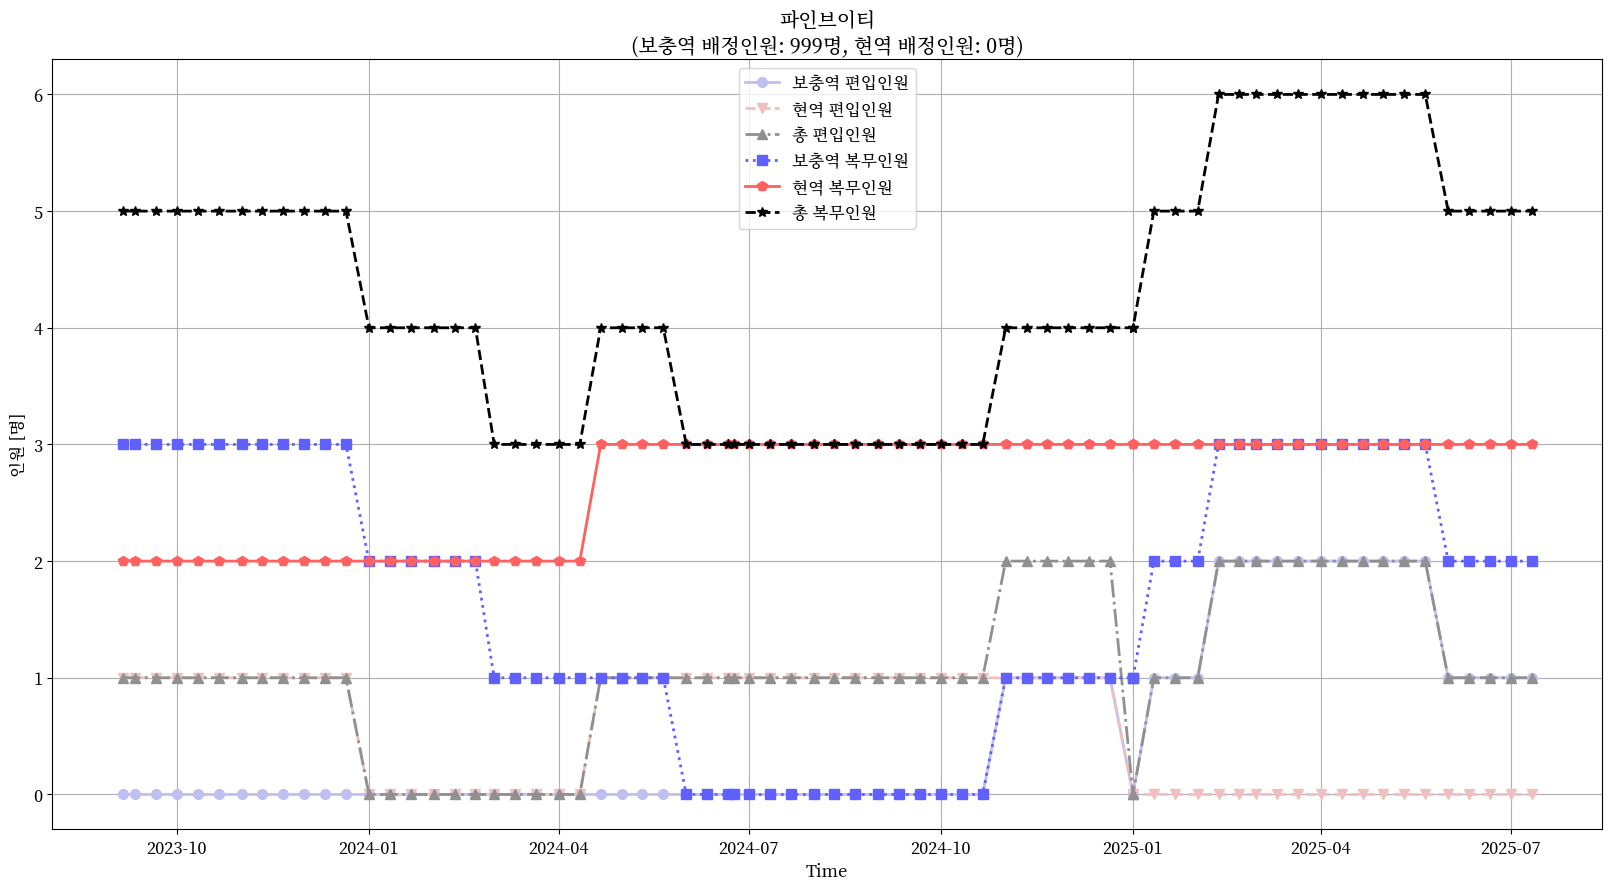 파인브이티
(보충역 배정인원: 999명, 현역 배정인원: 0명)
보충역 편입인원
현역 편입인원
총 편입인원
보충역 복무인원
현역 복무인원
총 복무인원
인원 [명]
6
5
4
3
2
1
0
2023-10
2024-01
2024-04
2024-07
2024-10
2025-01
2025-04
2025-07
Time